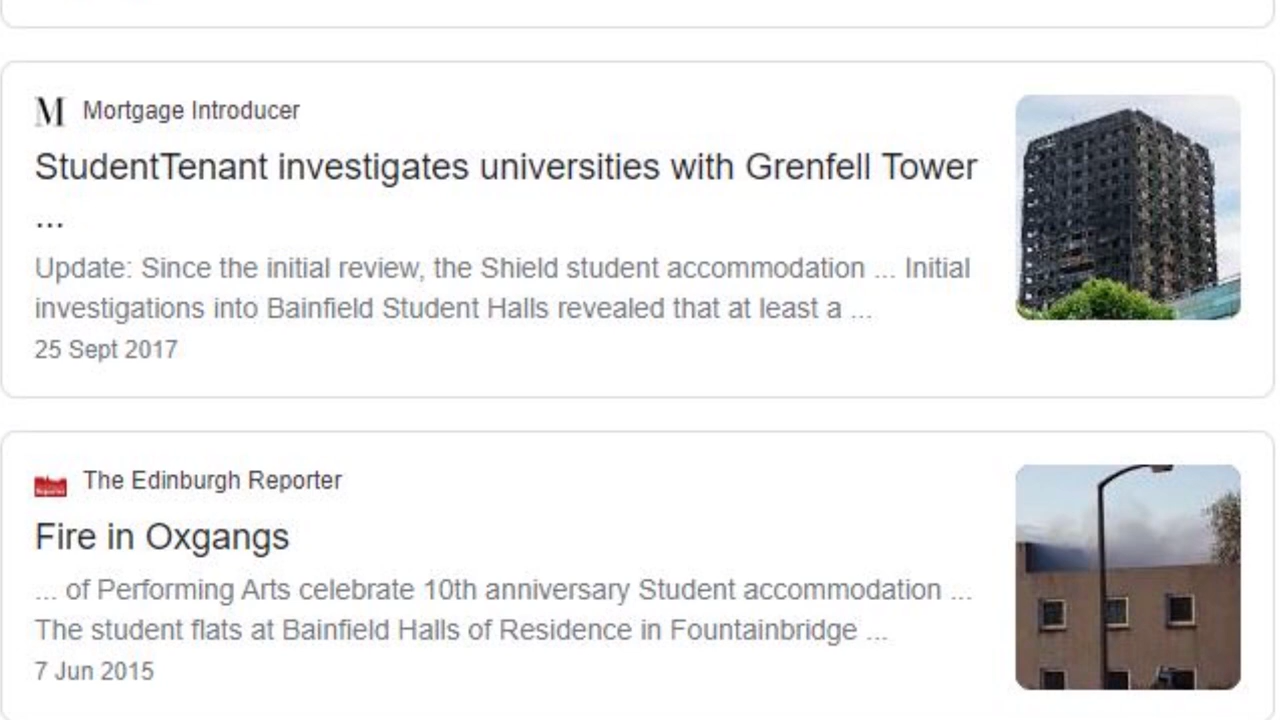 M Mortgage Introducer
StudentTenant investigates universities with Grenfell Tower
...
Update: Since the initial review, the Shield student accommodation ... Initial
investigations into Bainfield Student Halls revealed that at least a ...
25 Sept 2017
The Edinburgh Reporter
Fire in Oxgangs
... of Performing Arts celebrate 10th anniversary Student accommodation ...
The student flats at Bainfield Halls of Residence in Fountainbridge ...
7 Jun 2015